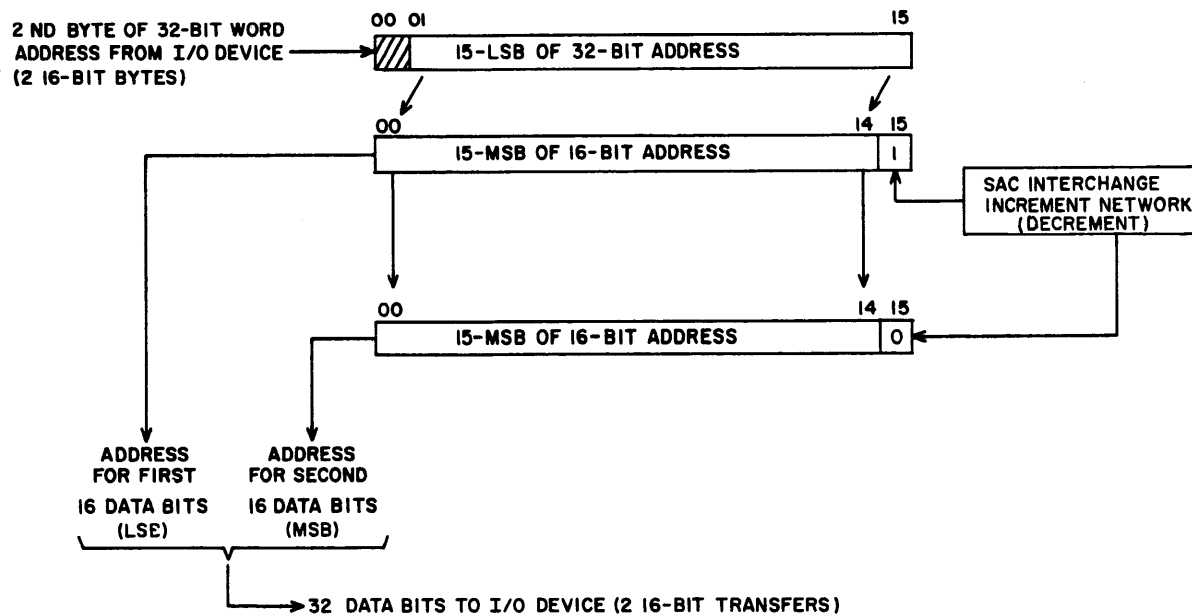 2 ND BYTE OF 32-BIT WORD
ADDRESS FROM I/O DEVICE
(2 16-BIT BYTES)
00 01 15
15-LSB OF 32-BIT ADDRESS
00 14 15
15-MSB OF 16-BIT ADDRESS 1
SAC INTERCHANGE
INCREMENT NETWORK
(DECREMENT)
00 14 15
15-MSB OF 16-BIT ADDRESS 0
ADDRESS
FOR FIRST
16 DATA BITS
(LSE)
ADDRESS
FOR SECOND
16 DATA BITS
(MSB)
32 DATA BITS TO I/O DEVICE (2 16-BIT TRANSFERS)